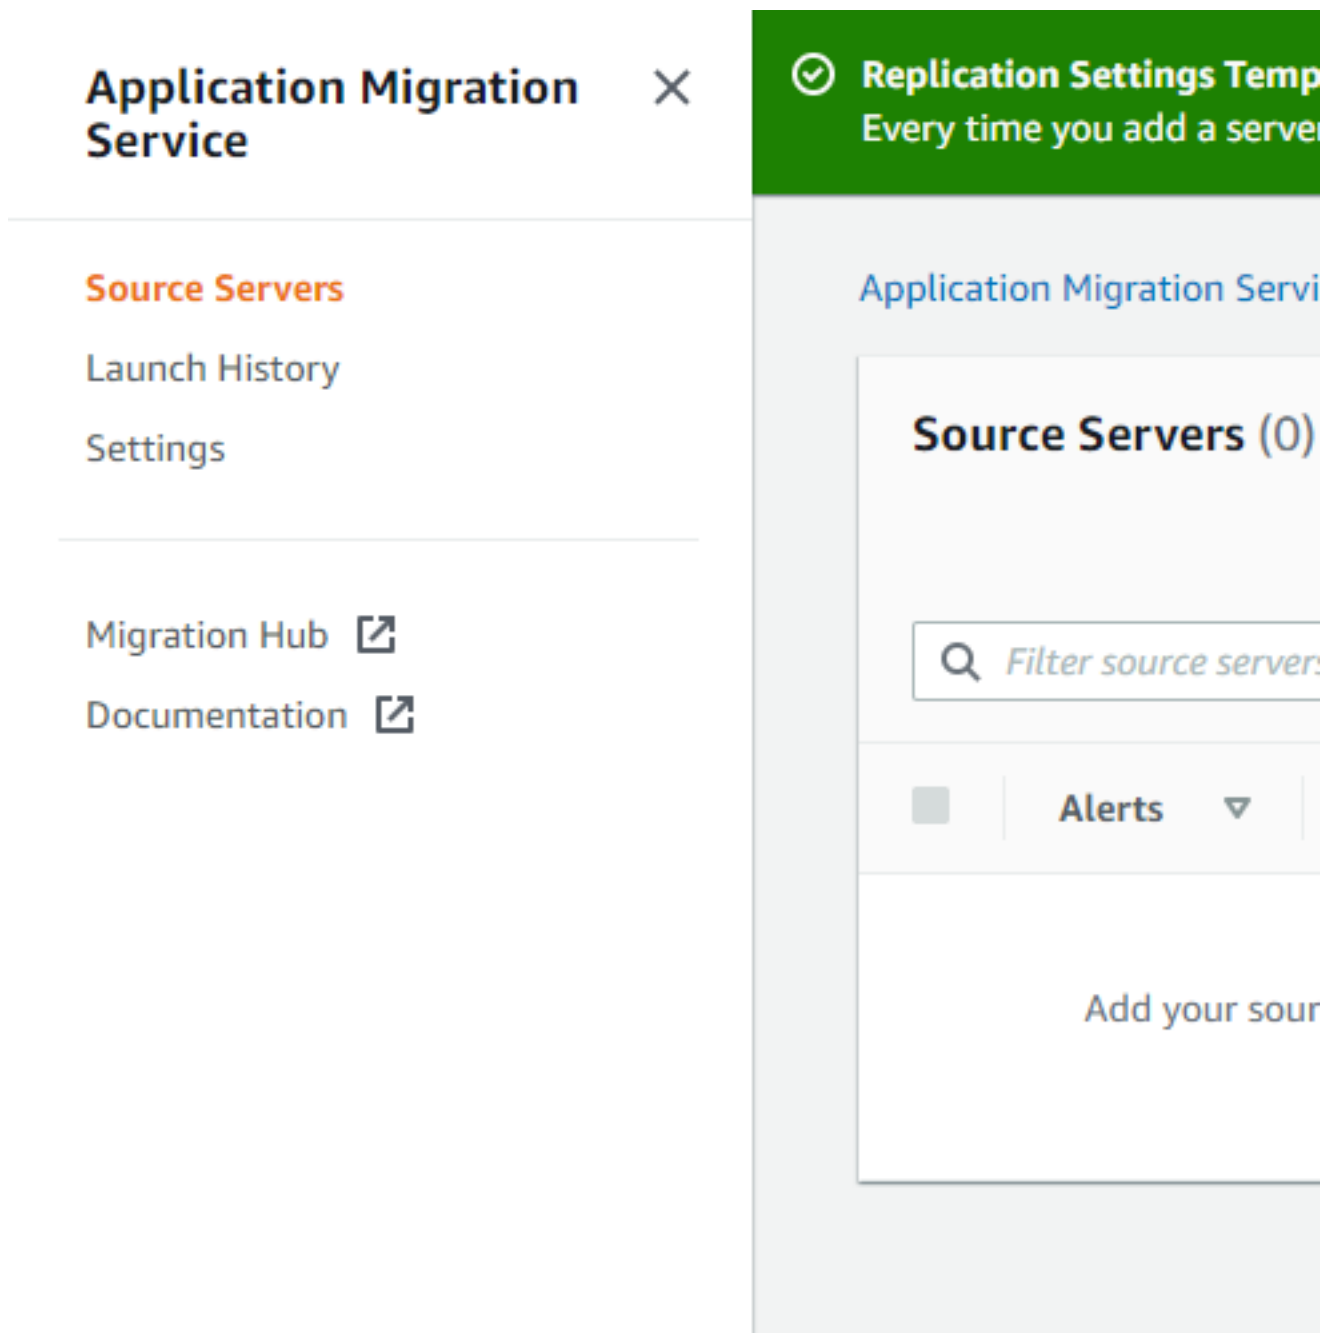 Application Migration
Service
Source Servers
Launch History
Settings
Migration Hub
Documentation
Replication Settings Temp
Every time you add a server
Application Migration Servi
Source Servers (0)
Filter source servers
Alerts
Add your sour